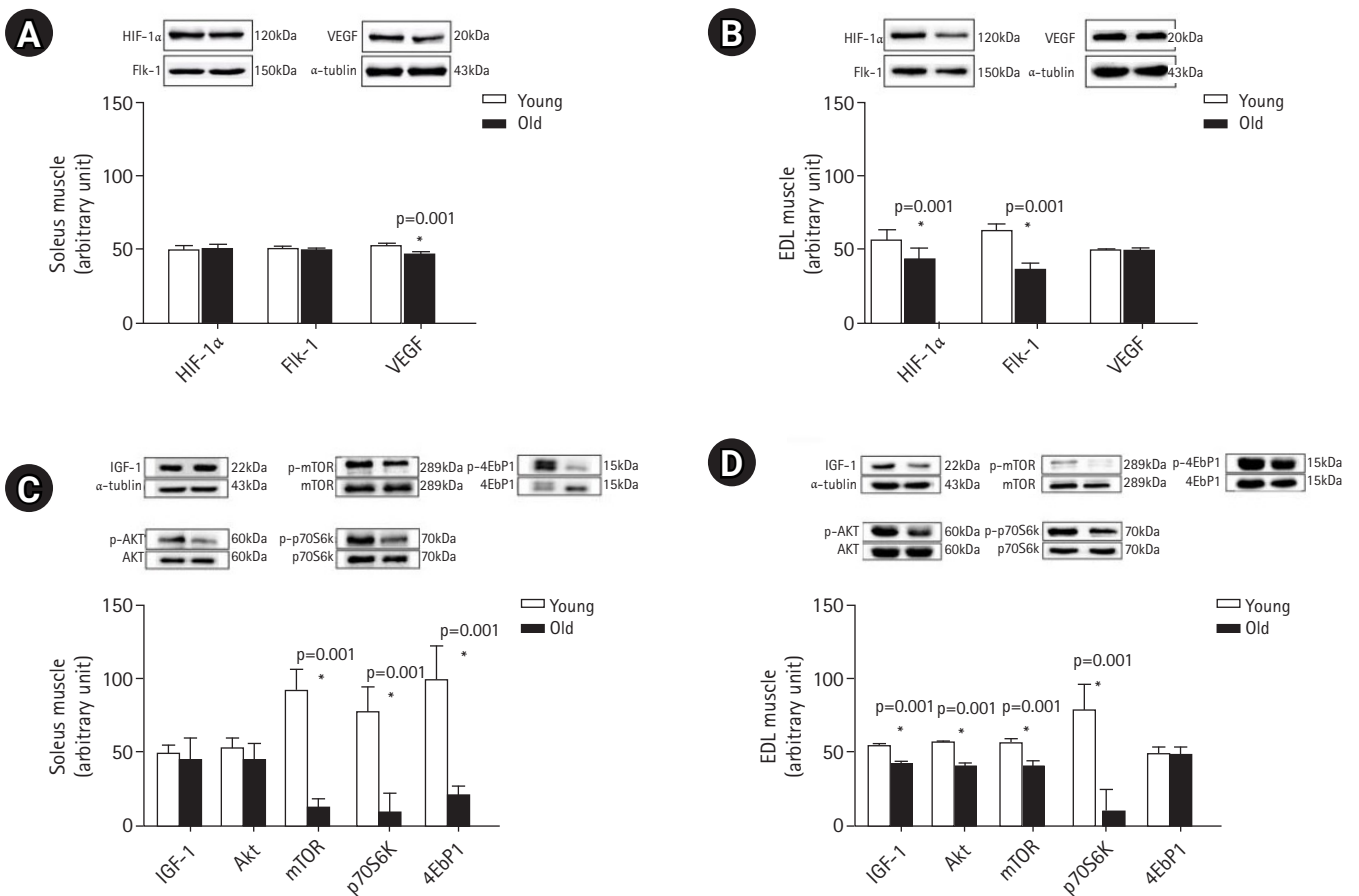 A
HIF-1α 120kDa VEGF 20kDa
Flk-1 150kDa α-tublin 43kDa
Young
Old
Soleus muscle
(arbitrary unit)
150
100
50
0
p=0.001
*
HIF-1α Flk-1 VEGF
B
HIF-1α 120kDa VEGF 20kDa
Flk-1 150kDa α-tublin 43kDa
Young
Old
EDL muscle
(arbitrary unit)
150
100
50
0
p=0.001 p=0.001
* *
HIF-1α Flk-1 VEGF
C
IGF-1 22kDa p-mTOR 289kDa p-4EbP1 15kDa
α-tublin 43kDa mTOR 289kDa 4EbP1 15kDa
p-AKT 60kDa p-p70S6k 70kDa
AKT 60kDa p70S6k 70kDa
Young
Old
Soleus muscle
(arbitrary unit)
150
100
50
0
p=0.001 p=0.001 p=0.001
* * *
IGF-1 Akt mTOR p70S6K 4EbP1
D
IGF-1 22kDa p-mTOR 289kDa p-4EbP1 15kDa
α-tublin 43kDa mTOR 289kDa 4EbP1 15kDa
p-AKT 60kDa p-p70S6k 70kDa
AKT 60kDa p70S6k 70kDa
Young
Old
EDL muscle
(arbitrary unit)
150
100
50
0
p=0.001 p=0.001 p=0.001 p=0.001
* * * *
IGF-1 Akt mTOR p70S6K 4EbP1